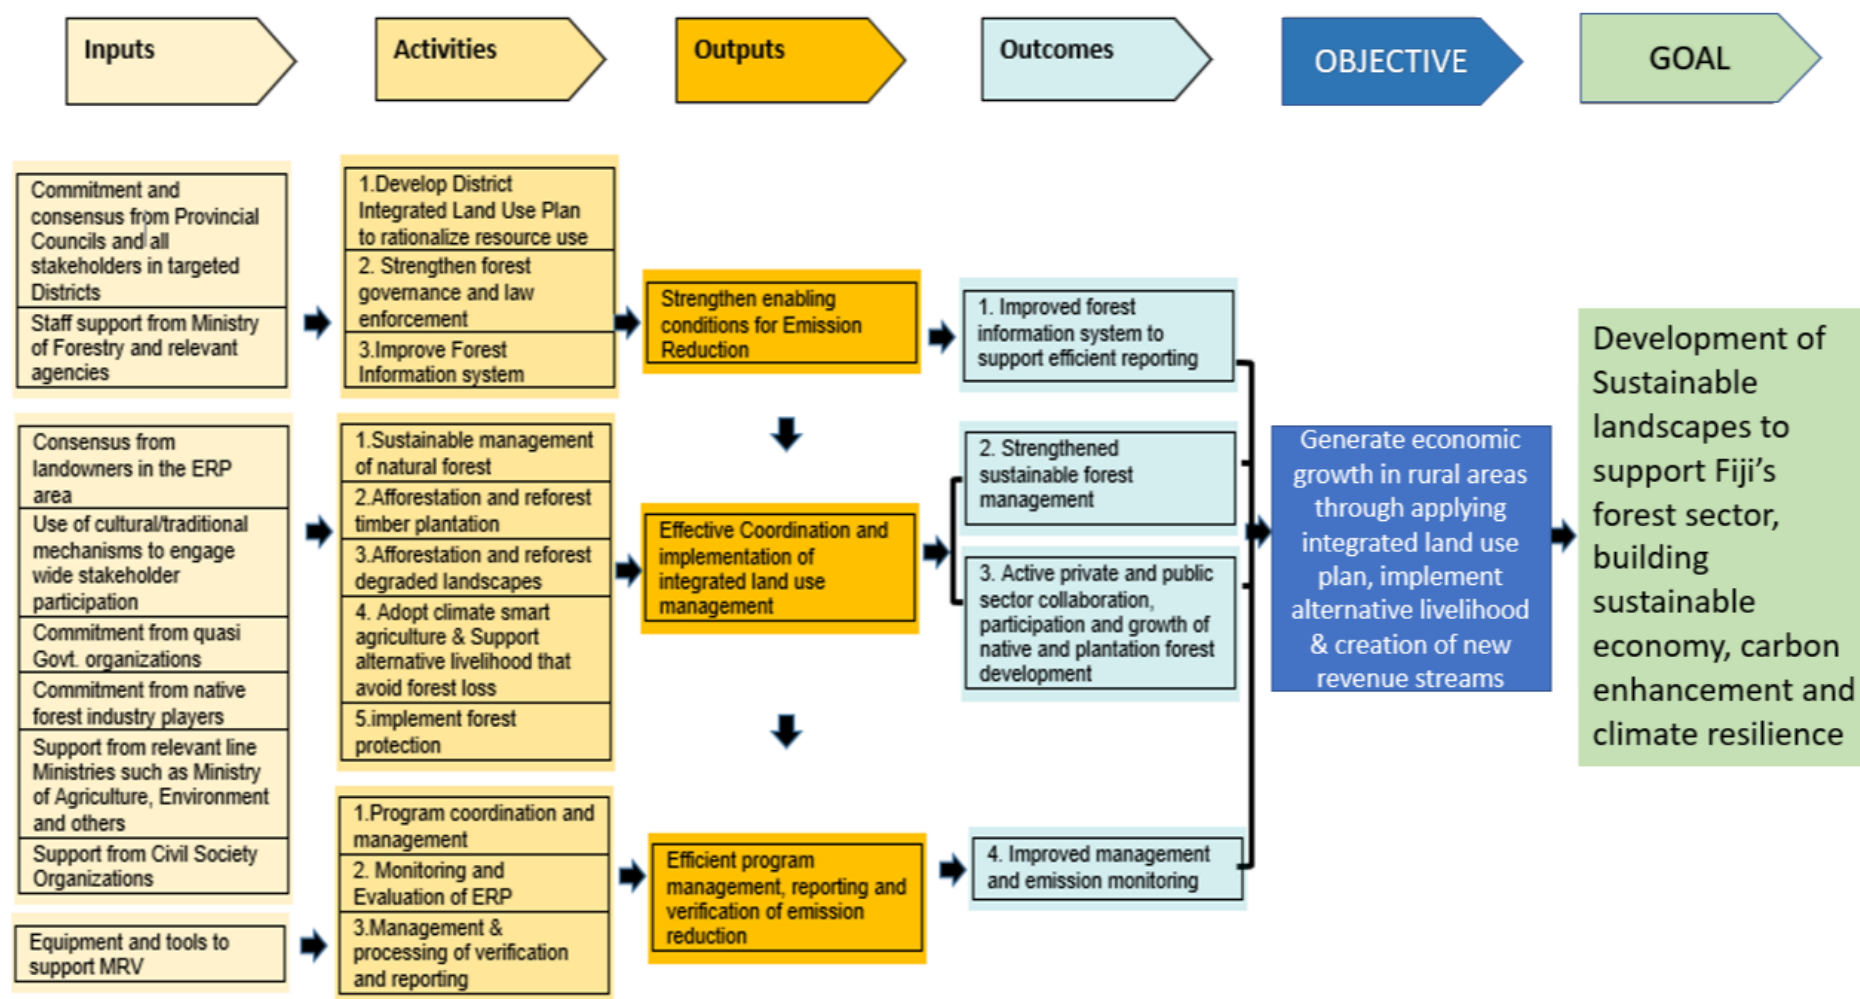 Inputs
Activities
Outputs
Outcomes
OBJECTIVE
GOAL
Commitment and
consensus from Provincial
Councils and all
stakeholders in targeted
Districts
Staff support from Ministry
of Forestry and relevant
agencies
Consensus from
landowners in the ERP
area
Use of cultural/traditional
mechanisms to engage
wide stakeholder
participation
Commitment from quasi
Govt. organizations
Commitment from native
forest industry players
Support from relevant line
Ministries such as Ministry
of Agriculture, Environment
and others
Support from Civil Society
Organizations
Equipment and tools to
support MRV
1.Develop District
Integrated Land Use Plan
to rationalize resource use
2. Strengthen forest
governance and law
enforcement
3.Improve Forest
Information system
1.Sustainable management
of natural forest
2.Afforestation and reforest
timber plantation
3.Afforestation and reforest
degraded landscapes
4. Adopt climate smart
agriculture & Support
alternative livelihood that
avoid forest loss
5.implement forest
protection
1.Program coordination and
management
2. Monitoring and
Evaluation of ERP
3.Management &
processing of verification
and reporting
Strengthen enabling
conditions for Emission
Reduction
Effective Coordination and
implementation of
integrated land use
management
Efficient program
management, reporting and
verification of emission
reduction
1. Improved forest
information system to
support efficient reporting
2. Strengthened
sustainable forest
management
3. Active private and public
sector collaboration,
participation and growth of
native and plantation forest
development
4. Improved management
and emission monitoring
Generate economic
growth in rural areas
through applying
integrated land use
plan, implement
alternative livelihood
& creation of new
revenue streams
Development of
Sustainable
landscapes to
support Fiji’s
forest sector,
building
sustainable
economy, carbon
enhancement and
climate resilience